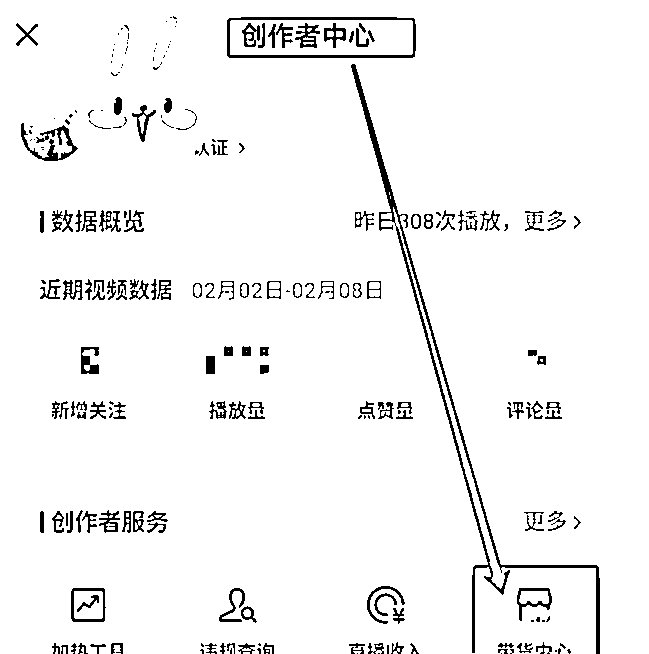 创作者中心
认证 >
数据概览 昨日808次播放，更多 >
近期视频数据 02月02日-02月08日
新增关注 播放量 点赞量 评论量
创作者服务 更多 >
加热工具 违规查询 直播收入 带货中心